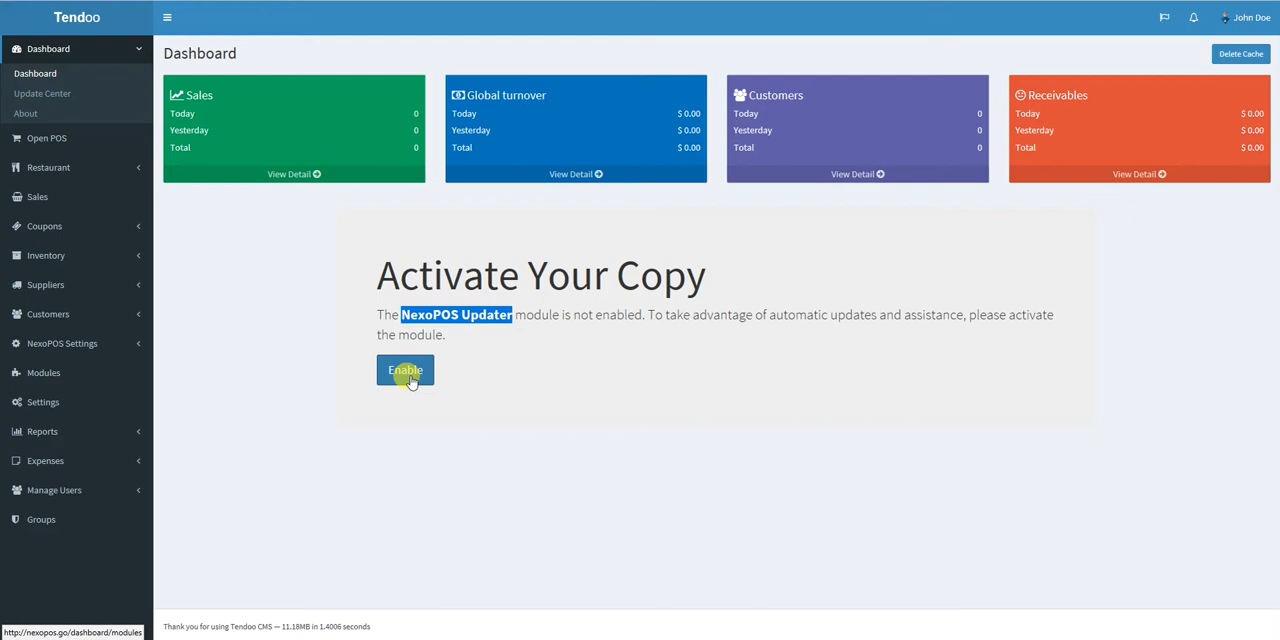 Tendoo
John Doe
Dashboard
Dashboard
Update Center
About
Open POS
Restaurant
Sales
Coupons
Inventory
Suppliers
Customers
NexoPOS Settings
Modules
Settings
Reports
Expenses
Manage Users
Groups
Dashboard
Delete Cache
Sales
Today 0
Yesterday 0
Total 0
View Detail
Global turnover
Today $ 0.00
Yesterday $ 0.00
Total $ 0.00
View Detail
Customers
Today 0
Yesterday 0
Total 0
View Detail
Receivables
Today $ 0.00
Yesterday $ 0.00
Total $ 0.00
View Detail
Activate Your Copy
The NexoPOS Updater module is not enabled. To take advantage of automatic updates and assistance, please activate
the module.
Enable
Thank you for using Tendoo CMS — 11.18MB in 1.4006 seconds
http://nexopos.go/dashboard/modules